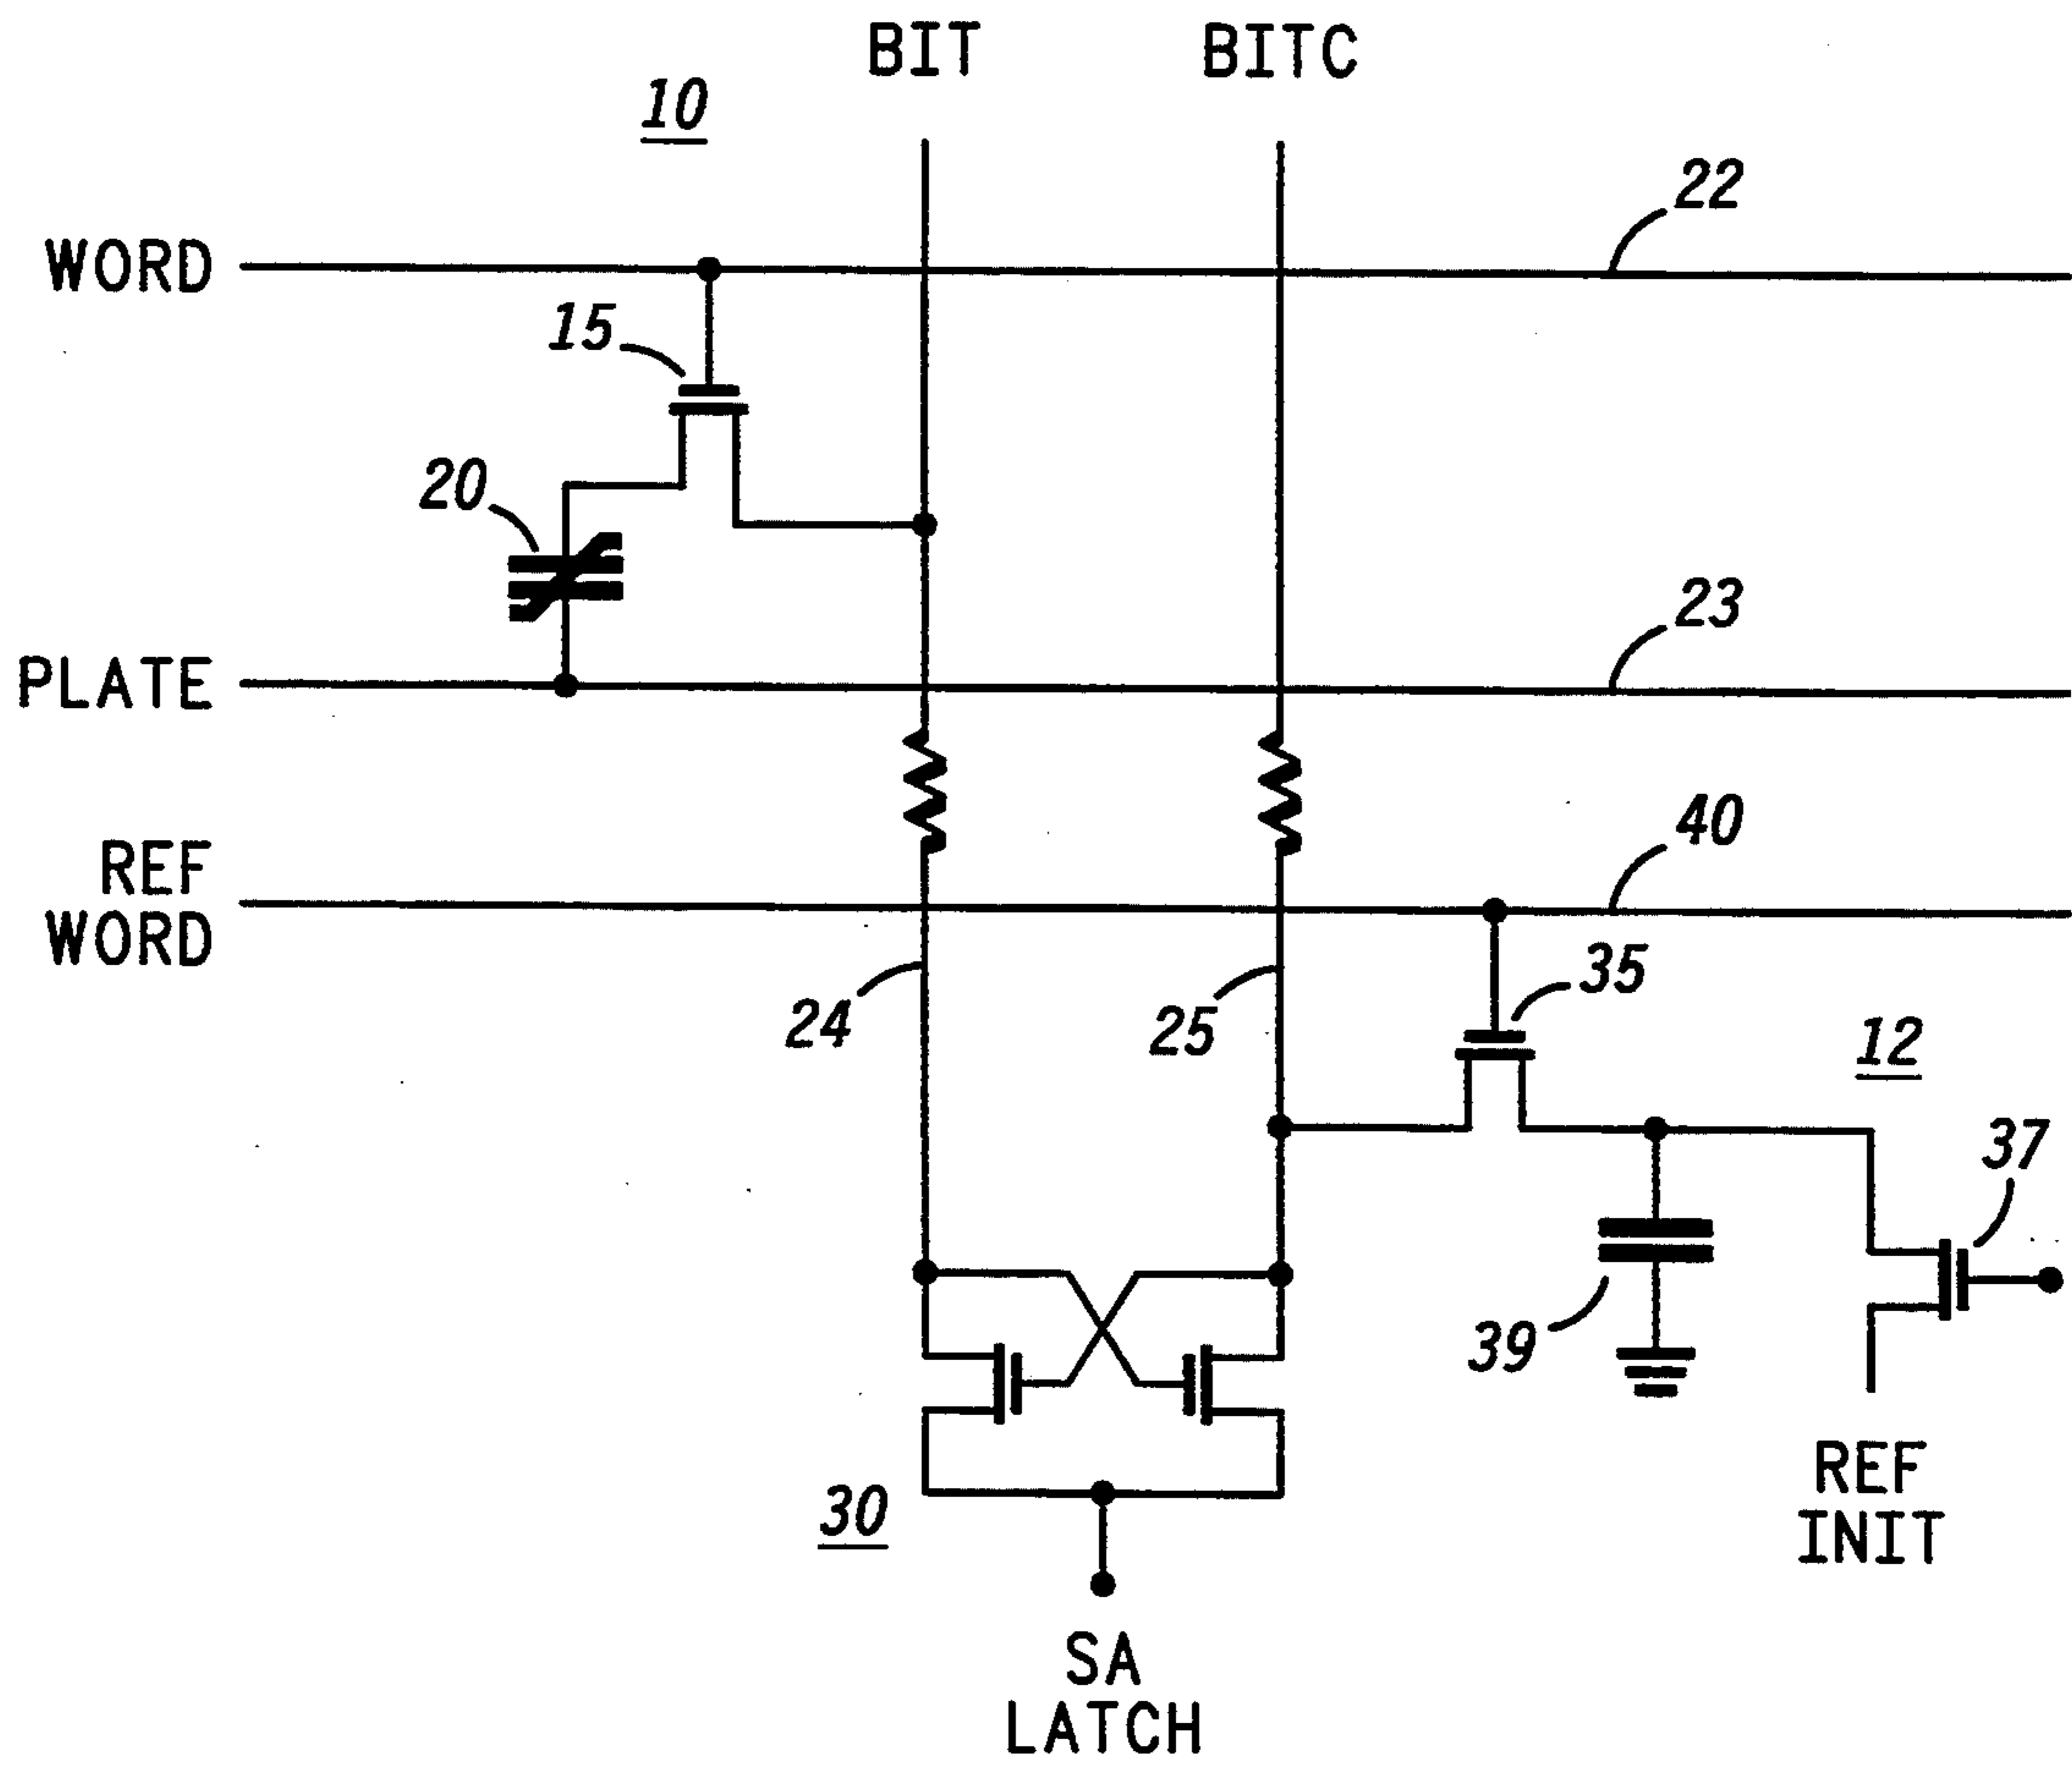 BIT
BITC
10
22
WORD
15
20
23
PLATE
40
REF
WORD
35
24
25
12
37
39
REF
INIT
30
SA
LATCH